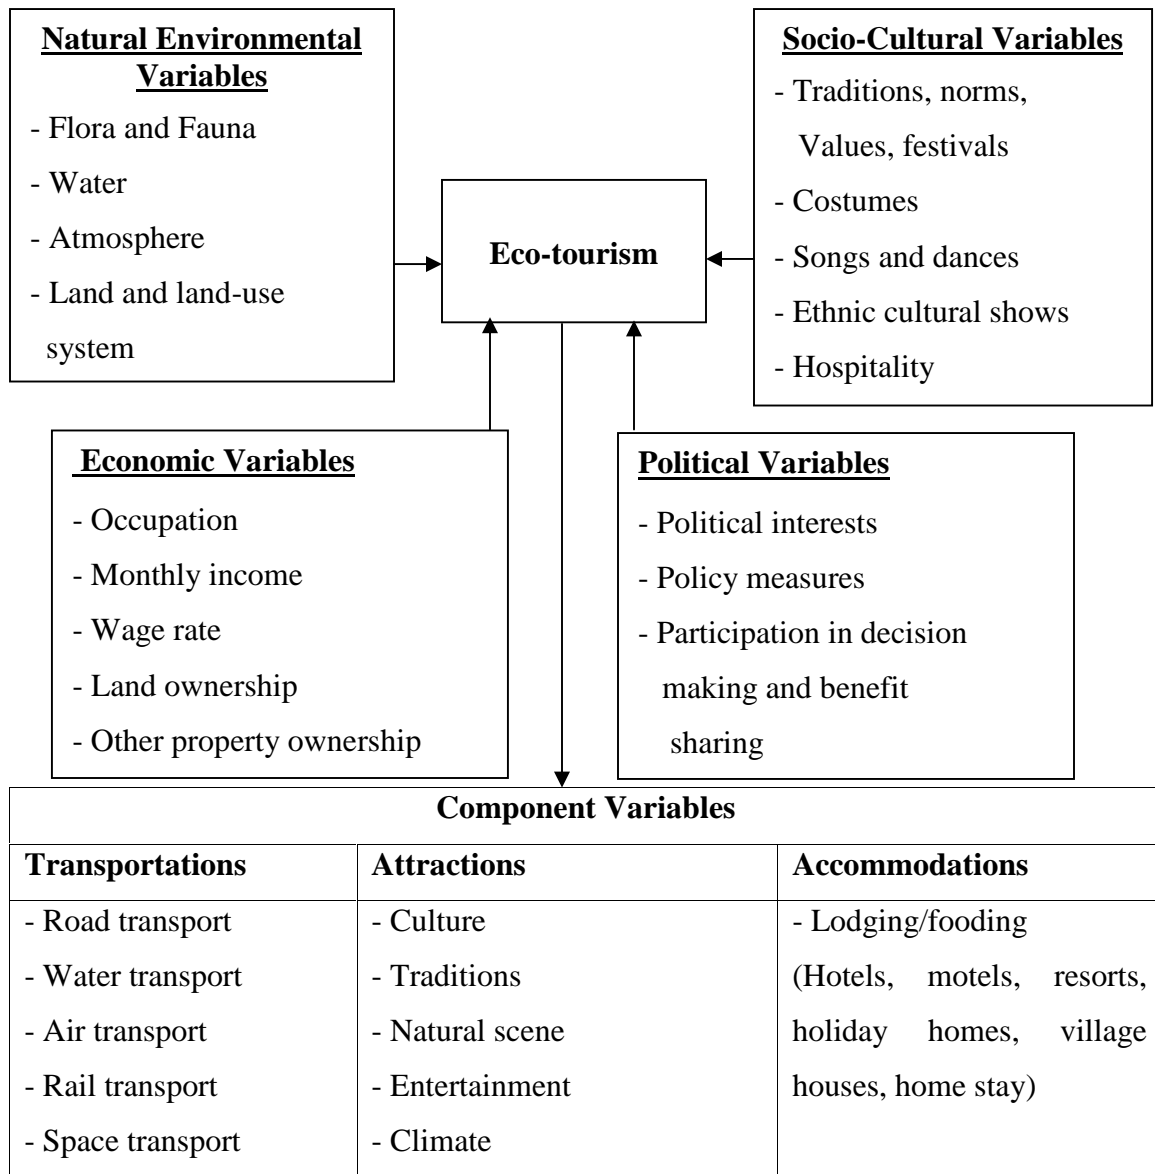 Natural Environmental
Variables
- Flora and Fauna
- Water
- Atmosphere
- Land and land-use
system
Socio-Cultural Variables
- Traditions, norms,
Values, festivals
- Costumes
- Songs and dances
- Ethnic cultural shows
- Hospitality
Eco-tourism
Economic Variables
- Occupation
- Monthly income
- Wage rate
- Land ownership
- Other property ownership
Political Variables
- Political interests
- Policy measures
- Participation in decision
making and benefit
sharing
Component Variables
Transportations
- Road transport
- Water transport
- Air transport
- Rail transport
- Space transport
Attractions
- Culture
- Traditions
- Natural scene
- Entertainment
- Climate
Accommodations
- Lodging/fooding
(Hotels, motels, resorts,
holiday homes, village
houses, home stay)